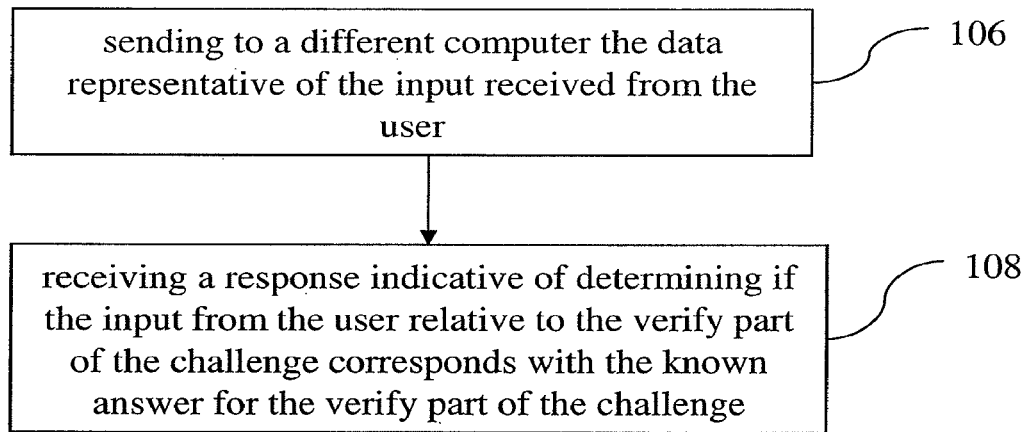 sending to a different computer the data
representative of the input received from the
user
106
receiving a response indicative of determining if
the input from the user relative to the verify part
of the challenge corresponds with the known
answer for the verify part of the challenge
108